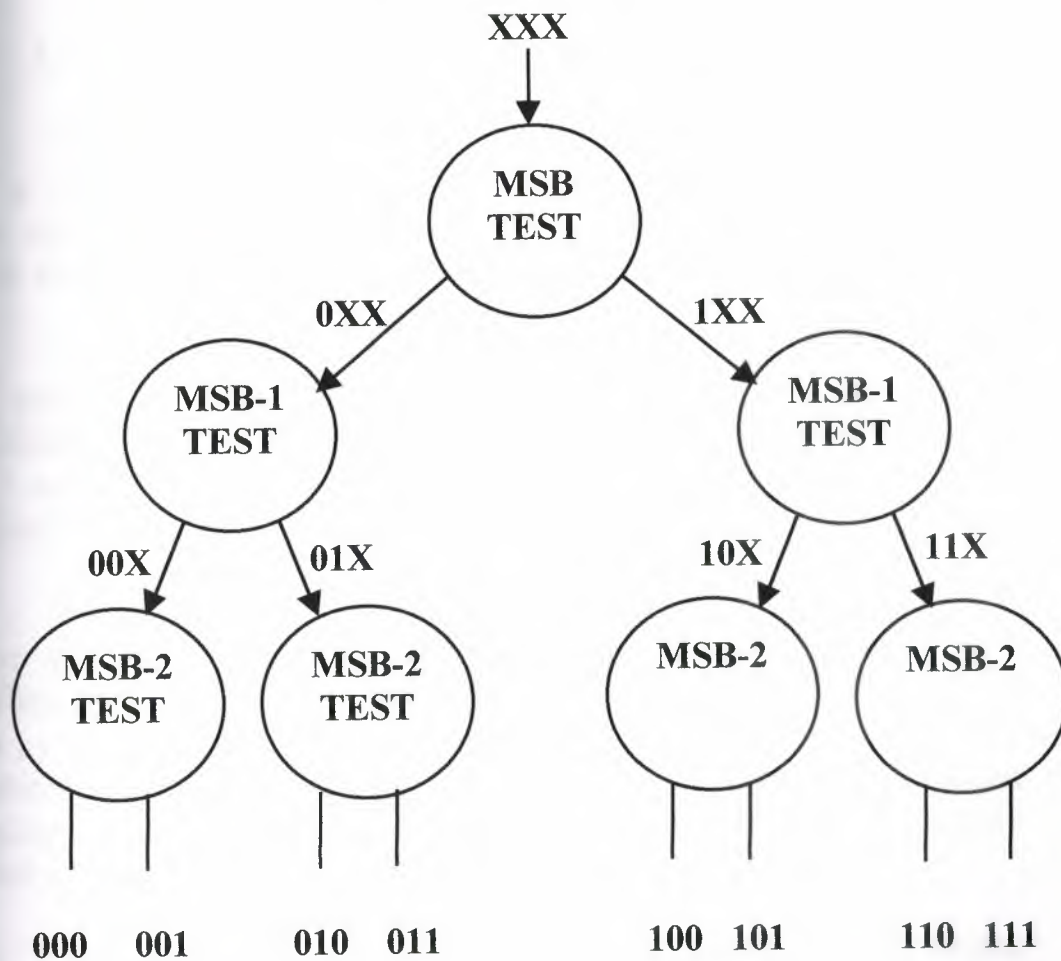 XXX
MSB
TEST
0XX
1XX
MSB-1
TEST
MSB-1
TEST
00X
01X
10X
11X
MSB-2
TEST
MSB-2
TEST
MSB-2
MSB-2
000 001 010 011 100 101 110 111